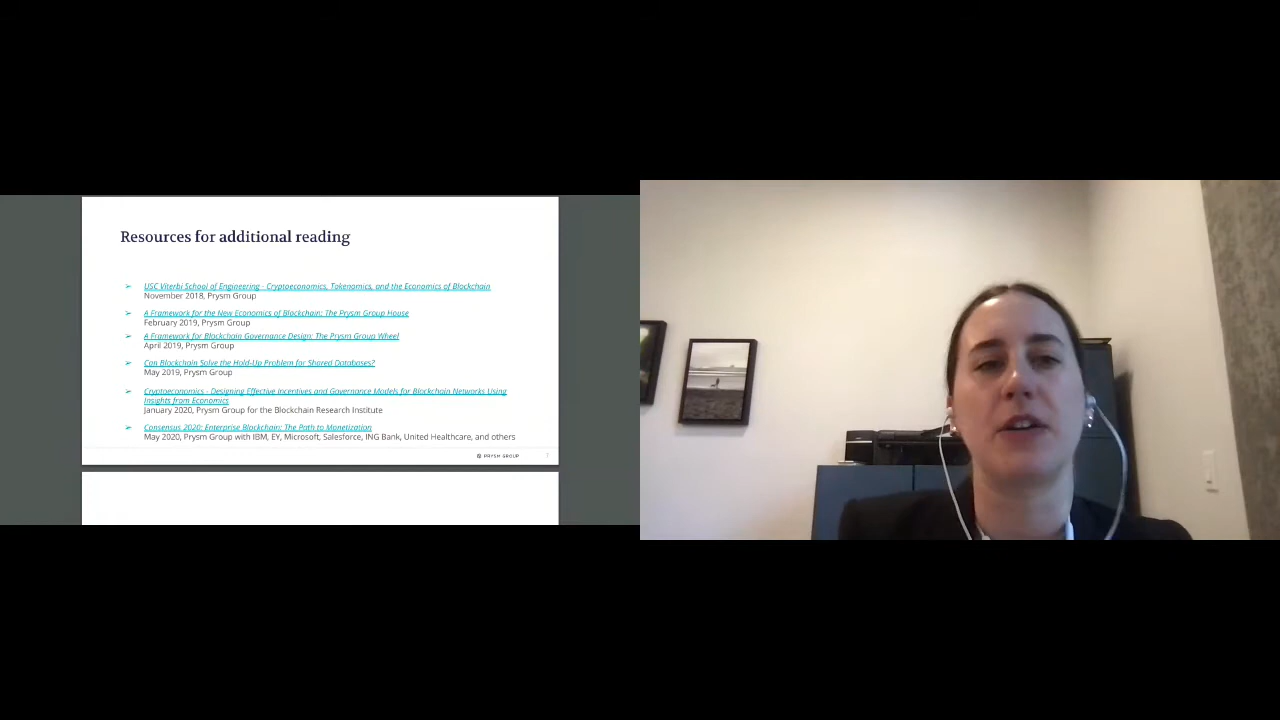 Resources for additional reading
➢ USC Viterbi School of Engineering - Cryptoeconomics, Tokenomics, and the Economics of Blockchain
November 2018, Prysm Group
➢ A Framework for the New Economics of Blockchain: The Prysm Group House
February 2019, Prysm Group
➢ A Framework for Blockchain Governance Design: The Prysm Group Wheel
April 2019, Prysm Group
➢ Can Blockchain Solve the Hold-Up Problem for Shared Databases?
May 2019, Prysm Group
➢ Cryptoeconomics - Designing Effective Incentives and Governance Models for Blockchain Networks Using
Insights from Economics
January 2020, Prysm Group for the Blockchain Research Institute
➢ Consensus 2020: Enterprise Blockchain: The Path to Monetization
May 2020, Prysm Group with IBM, EY, Microsoft, Salesforce, ING Bank, United Healthcare, and others
PRYSM GROUP